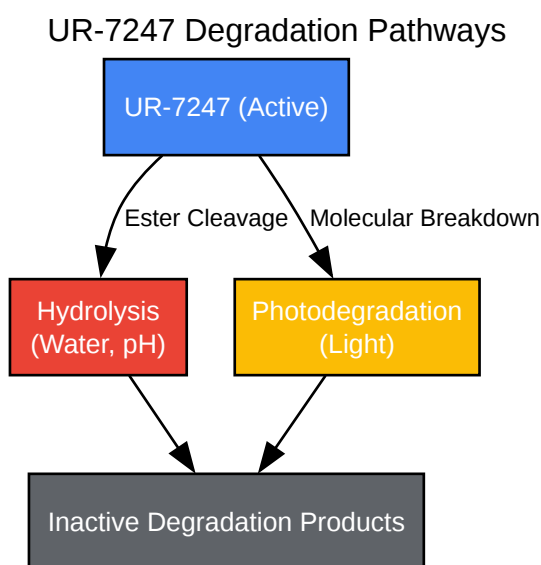 UR-7247 Degradation Pathways
UR-7247 (Active)
Ester Cleavage
Molecular Breakdown
Hydrolysis
(Water, pH)
Photodegradation
(Light)
Inactive Degradation Products